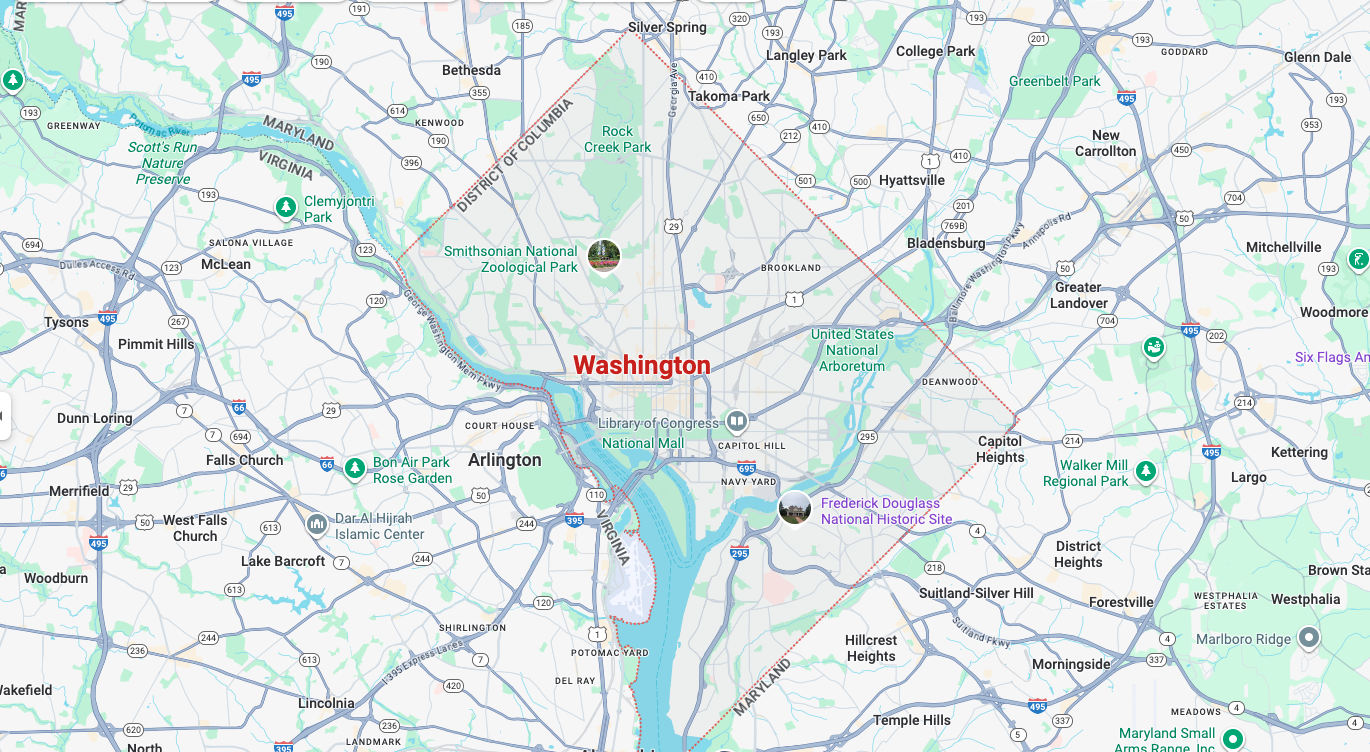 MAR
495
191
185
Silver Spring
320
193
Langley Park
College Park
193
201
193
GODDARD
Glenn Dale
190
Bethesda
495
355
410
Georgia Ave
Takoma Park
Greenbelt Park
495
193
193
GREENWAY
Potomac River
MARYLAND
614
KENWOOD
190
DISTRICT OF COLUMBIA
650
212
410
953
Scott's Run
Nature
Preserve
VIRGINIA
396
Rock
Creek Park
1
410
New
Carrollton
450
193
Clemyjontri
Park
501
500
Hyattsville
201
704
50
694
SALONA VILLAGE
123
29
769B
Annapolis Rd
Bladensburg
Mitchellville
Dulles Access Rd
123
McLean
Smithsonian National
Zoological Park
BROOKLAND
Baltimore-Washington Pkwy
50
193
120
George Washington Mem Pkwy
1
Greater
Landover
704
Woodmore
Tysons
495
267
Pimmit Hills
United States
National
Arboretum
495
202
Six Flags An
Washington
DEANWOOD
66
29
7
214
Dunn Loring
7
694
COURT HOUSE
Library of Congress
National Mall
CAPITOL HILL
295
Capitol
Heights
214
495
Kettering
Falls Church
66
Bon Air Park
Rose Garden
Arlington
695
Walker Mill
Regional Park
Largo
Merrifield
29
50
110
NAVY YARD
Frederick Douglass
National Historic Site
50
West Falls
Church
613
Dar Al Hijrah
Islamic Center
244
395
VIRGINIA
4
495
Lake Barcroft
7
244
295
District
Heights
218
Brown Sta
Woodburn
613
120
Suitland-Silver Hill
Forestville
WESTPHALIA
ESTATES
Westphalia
SHIRLINGTON
1
Suitland Pkwy
244
236
POTOMAC YARD
Hillcrest
Heights
4
Marlboro Ridge
613
I-395 Express Lanes
7
337
Wakefield
DEL RAY
MARYLAND
Morningside
420
Lincolnia
495
Temple Hills
337
MEADOWS
4
236
620
LANDMARK
5
Maryland Small
Arms Range, Inc
North
395